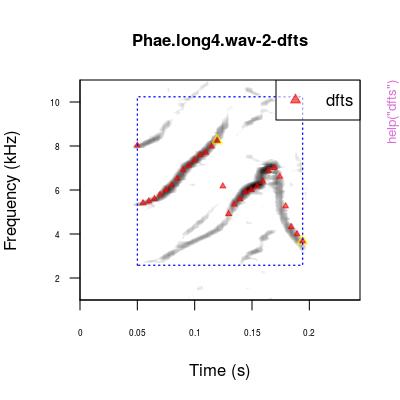 Phae.long4.wav-2-dfts
dfts
help("dfts")
Frequency (kHz)
10
8
6
4
2
0
0.05
0.1
0.15
0.2
Time (s)